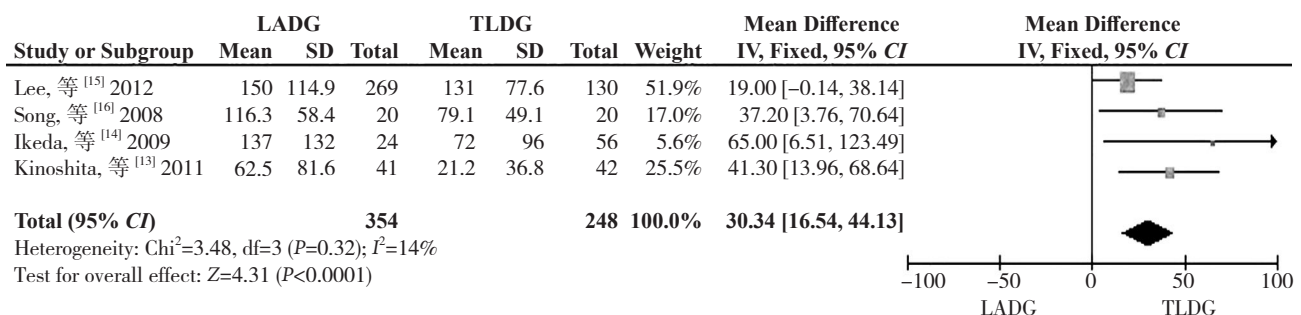 LADG TLDG Mean Difference Mean Difference
Study or Subgroup Mean SD Total Mean SD Total Weight IV, Fixed, 95% CI IV, Fixed, 95% CI
Lee, 等 [15] 2012 150 114.9 269 131 77.6 130 51.9% 19.00 [−0.14, 38.14]
Song, 等 [16] 2008 116.3 58.4 20 79.1 49.1 20 17.0% 37.20 [3.76, 70.64]
Ikeda, 等 [14] 2009 137 132 24 72 96 56 5.6% 65.00 [6.51, 123.49]
Kinoshita, 等 [13] 2011 62.5 81.6 41 21.2 36.8 42 25.5% 41.30 [13.96, 68.64]
Total (95% CI) 354 248 100.0% 30.34 [16.54, 44.13]
Heterogeneity: Chi²=3.48, df=3 (P=0.32); I²=14%
Test for overall effect: Z=4.31 (P<0.0001)
−100 −50 0 50 100
LADG TLDG